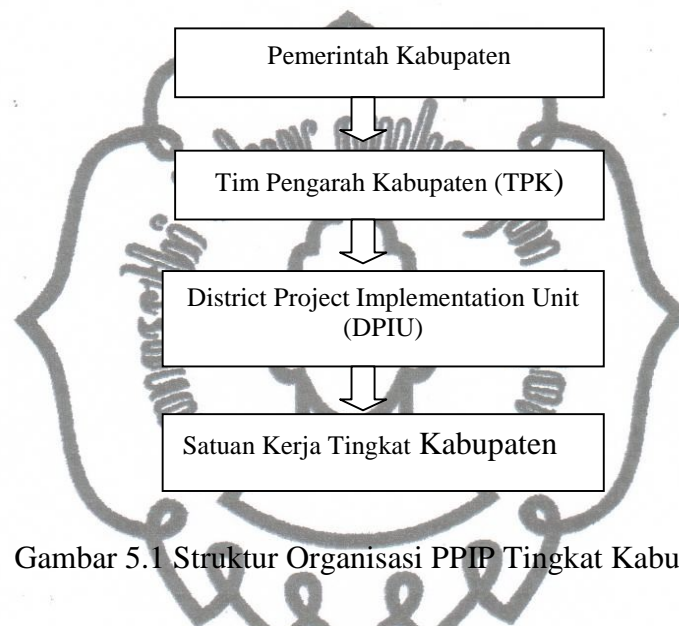 Pemerintah Kabupaten
Tim Pengarah Kabupaten (TPK)
District Project Implementation Unit
(DPIU)
Satuan Kerja Tingkat Kabupaten
Gambar 5.1 Struktur Organisasi PPIP Tingkat Kabu